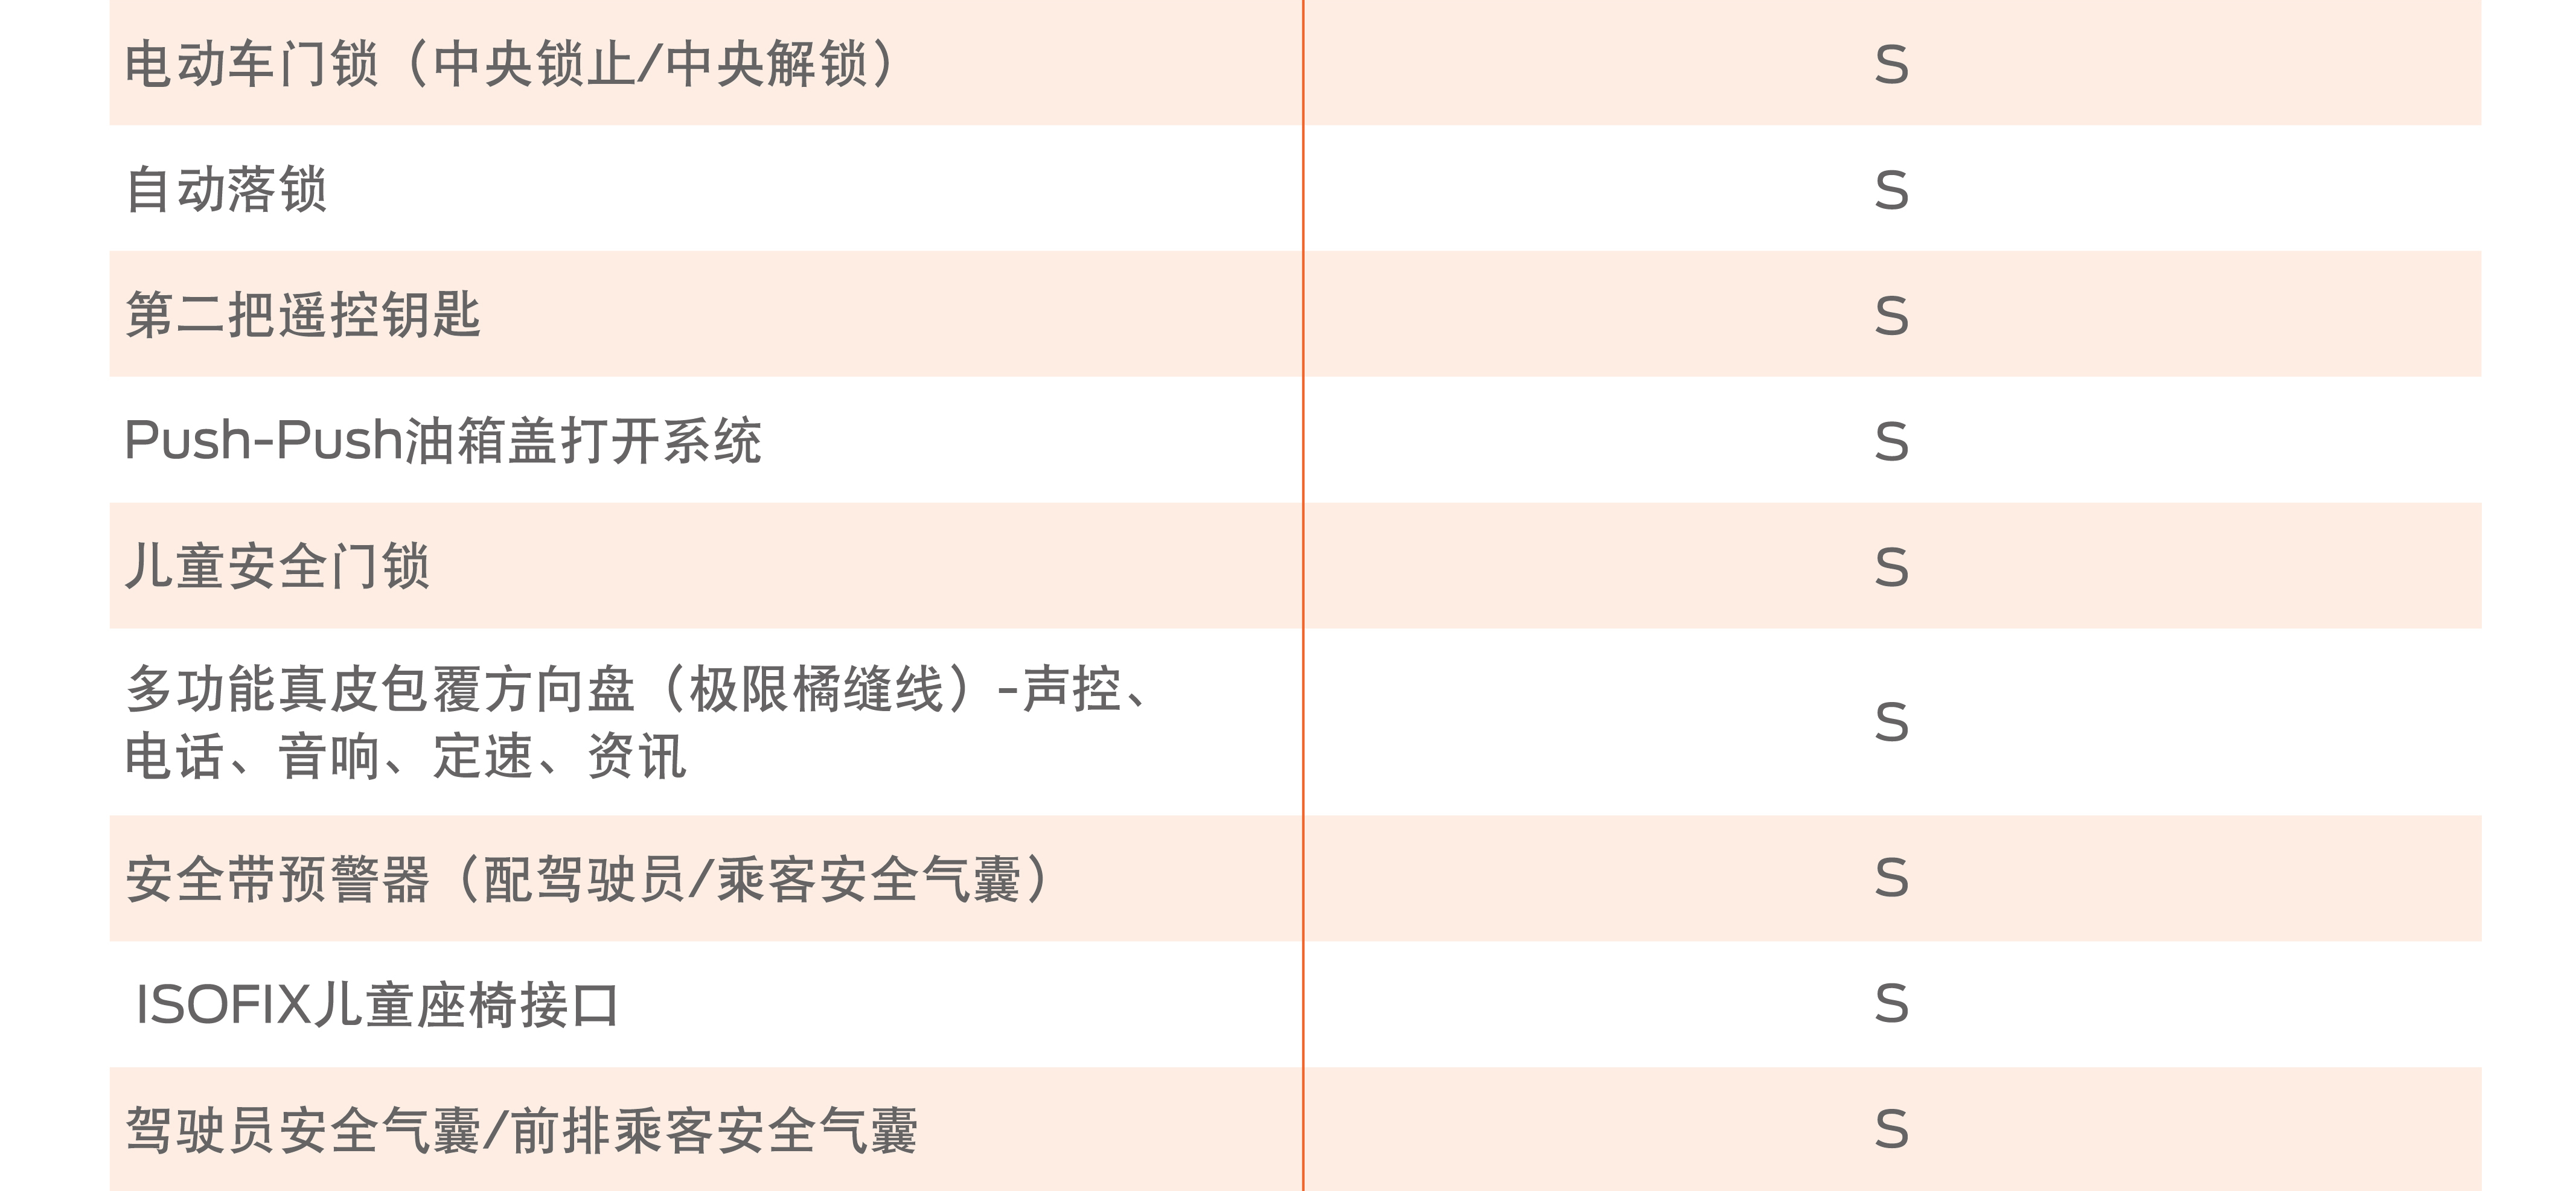 电动车门锁（中央锁止/中央解锁） S
自动落锁 S
第二把遥控钥匙 S
Push-Push油箱盖打开系统 S
儿童安全门锁 S
多功能真皮包覆方向盘（极限橘缝线）-声控、
电话、音响、定速、资讯 S
安全带预警器（配驾驶员/乘客安全气囊） S
ISOFIX儿童座椅接口 S
驾驶员安全气囊/前排乘客安全气囊 S